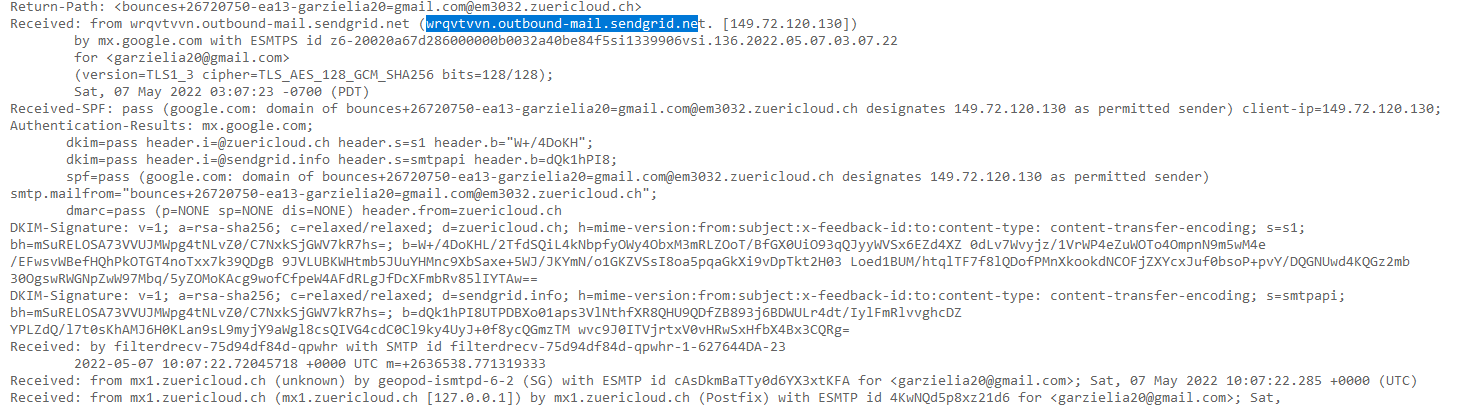 Return-Path: <bounces+26720750-ea13-garzielia20=gmail.com@em3032.zuericloud.ch>
Received: from wrqvtvvn.outbound-mail.sendgrid.net (wrqvtvvn.outbound-mail.sendgrid.net. [149.72.120.130])
by mx.google.com with ESMTPS id z6-20020a67d286000000b0032a40be84f5si1339906vsi.136.2022.05.07.03.07.22
for <garzielia20@gmail.com>
(version=TLS1_3 cipher=TLS_AES_128_GCM_SHA256 bits=128/128);
Sat, 07 May 2022 03:07:23 -0700 (PDT)
Received-SPF: pass (google.com: domain of bounces+26720750-ea13-garzielia20=gmail.com@em3032.zuericloud.ch designates 149.72.120.130 as permitted sender) client-ip=149.72.120.130;
Authentication-Results: mx.google.com;
dkim=pass header.i=@zuericloud.ch header.s=s1 header.b="W+/4DoKH";
dkim=pass header.i=@sendgrid.info header.s=smtpapi header.b=dQk1hPI8;
spf=pass (google.com: domain of bounces+26720750-ea13-garzielia20=gmail.com@em3032.zuericloud.ch designates 149.72.120.130 as permitted sender)
smtp.mailfrom="bounces+26720750-ea13-garzielia20=gmail.com@em3032.zuericloud.ch";
dmarc=pass (p=NONE sp=NONE dis=NONE) header.from=zuericloud.ch
DKIM-Signature: v=1; a=rsa-sha256; c=relaxed/relaxed; d=zuericloud.ch; h=mime-version:from:subject:x-feedback-id:to:content-type: content-transfer-encoding; s=s1;
bh=mSuRELOSA73VVUJMWpg4tNLvZ0/C7NxkSjGWV7kR7hs=; b=W+/4DoKHL/2TfdSQiL4kNbpfyOWy4ObxM3mRLZOoT/BfGX0UiO93qQJyyWVSx6EZd4XZ 0dLv7Wvyjz/1VrWP4eZuWOTo4OmpnN9m5wM4e
/EFwsvWBefHQhPkOTGT4noTxx7k39QDgB 9JVLUBKWHtmb5JUuYHMnc9XbSaxe+5WJ/JKYmN/o1GKZVSsI8oa5pqaGkXi9vDpTkt2H03 Loed1BUM/htqlTF7f8lQDofPMnXkookdNCOFjZXYcxJuf0bsoP+pvY/DQGNUwd4KQGz2mb
30OgswRWGNpZwW97Mbq/5yZOMoKAcg9wofCfpeW4AFdRLgJfDcXFmbRv85lIYTAw==
DKIM-Signature: v=1; a=rsa-sha256; c=relaxed/relaxed; d=sendgrid.info; h=mime-version:from:subject:x-feedback-id:to:content-type: content-transfer-encoding; s=smtpapi;
bh=mSuRELOSA73VVUJMWpg4tNLvZ0/C7NxkSjGWV7kR7hs=; b=dQk1hPI8UTPDBXo01aps3VlNthfXR8QHU9QDfZB893j6BDWULr4dt/IylFmRlvvghcDZ
YPLZdQ/l7t0sKhAMJ6H0KLan9sL9myjY9aWgl8csQIVG4cdC0Cl9ky4UyJ+0f8ycQGmzTM wvc9J0ITVjrtxV0vHRwSxHfbX4Bx3CQRg=
Received: by filterdrecv-75d94df84d-qpwhr with SMTP id filterdrecv-75d94df84d-qpwhr-1-627644DA-23
2022-05-07 10:07:22.72045718 +0000 UTC m=+2636538.771319333
Received: from mx1.zuericloud.ch (unknown) by geopod-ismtpd-6-2 (SG) with ESMTP id cAsDkmBaTTy0d6YX3xtKFA for <garzielia20@gmail.com>; Sat, 07 May 2022 10:07:22.285 +0000 (UTC)
Received: from mx1.zuericloud.ch (mx1.zuericloud.ch [127.0.0.1]) by mx1.zuericloud.ch (Postfix) with ESMTP id 4KwNQd5p8xz21d6 for <garzielia20@gmail.com>; Sat,